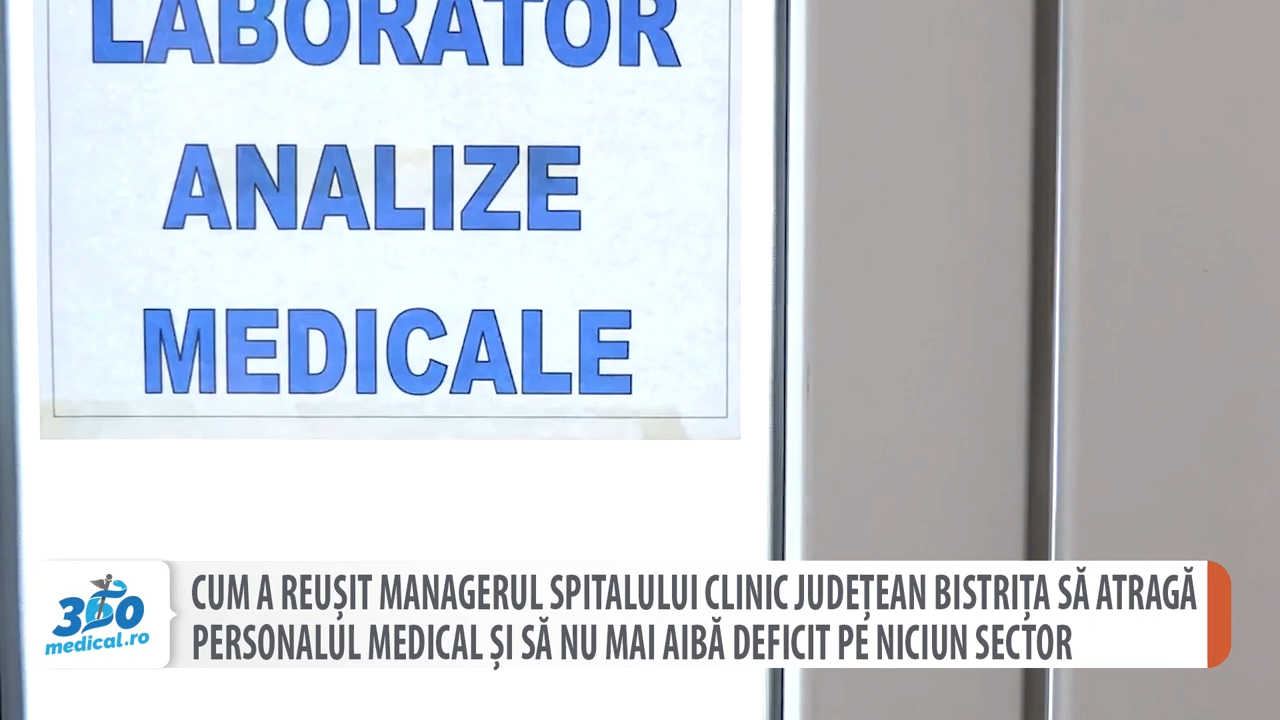 LABORATOR
ANALIZE
MEDICALE
360
medical.ro
CUM A REUȘIT MANAGERUL SPITALULUI CLINIC JUDEȚEAN BISTRIȚA SĂ ATRAGĂ
PERSONALUL MEDICAL ȘI SĂ NU MAI AIBĂ DEFICIT PE NICIUN SECTOR